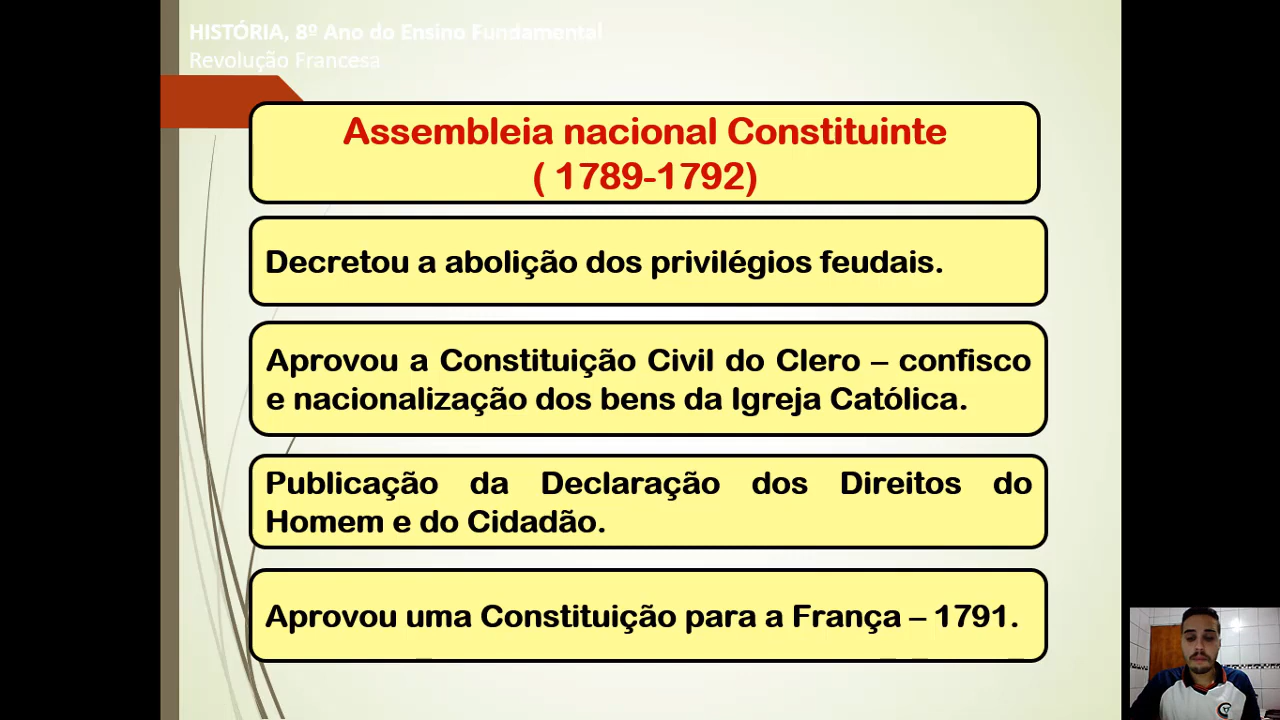 HISTÓRIA, 8º Ano do Ensino Fundamental
Revolução Francesa
Assembleia nacional Constituinte
( 1789-1792)
Decretou a abolição dos privilégios feudais.
Aprovou a Constituição Civil do Clero – confisco
e nacionalização dos bens da Igreja Católica.
Publicação da Declaração dos Direitos do
Homem e do Cidadão.
Aprovou uma Constituição para a França – 1791.